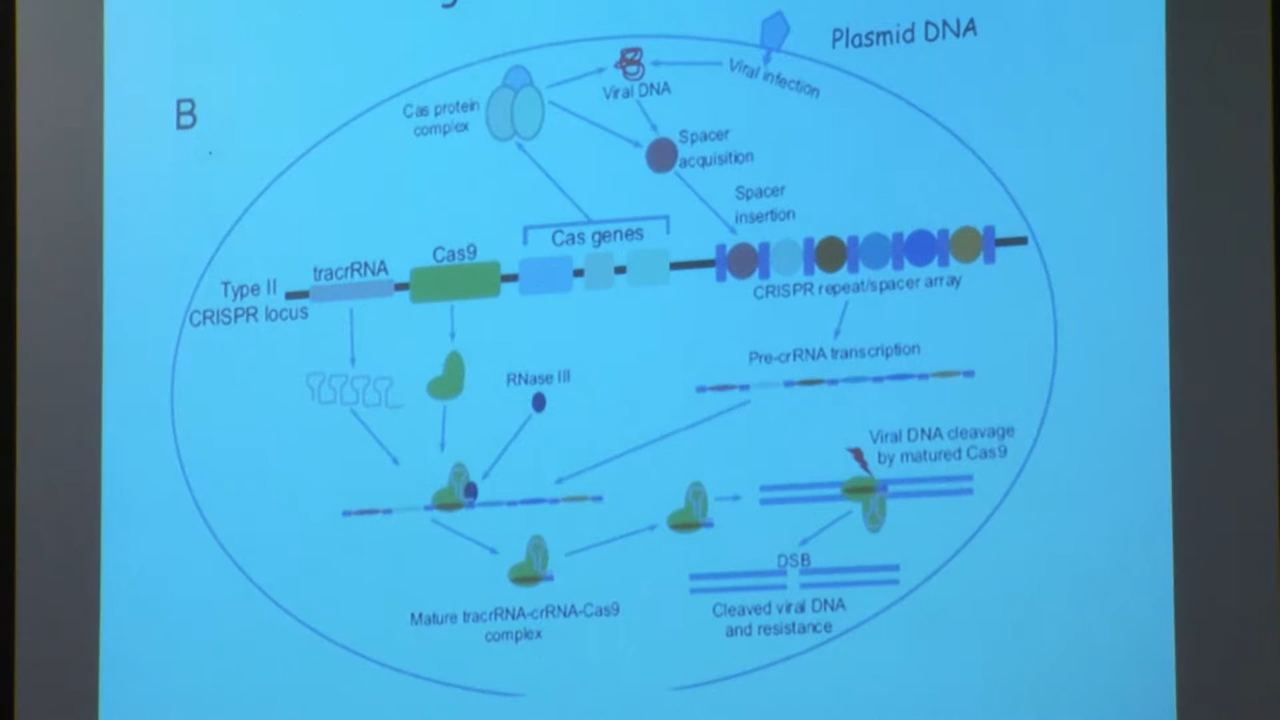 Plasmid DNA
B
Viral infection
Viral DNA
Cas protein
complex
Spacer
acquisition
Spacer
insertion
Cas genes
Cas9
tracrRNA
Type II
CRISPR locus
CRISPR repeat/spacer array
Pre-crRNA transcription
RNase III
Viral DNA cleavage
by matured Cas9
DSB
Mature tracrRNA-crRNA-Cas9
complex
Cleaved viral DNA
and resistance